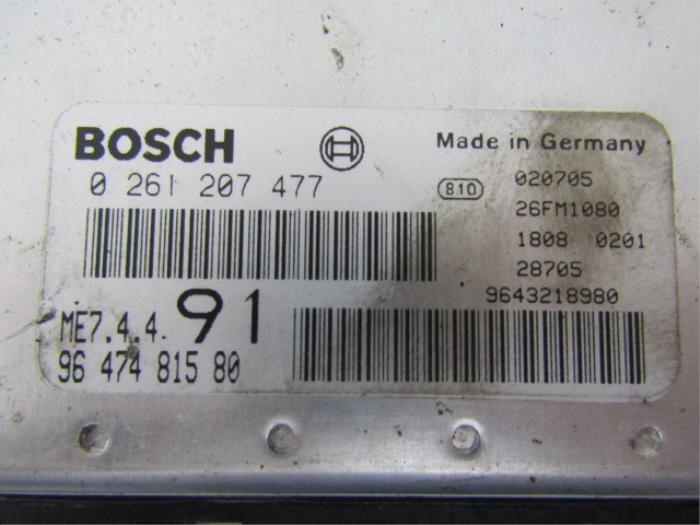 BOSCH
Made in Germany
0 261 207 477
810
020705
26FM1080
1808 0201
28705
9643218980
ME7.4.4 91
96 474 815 80